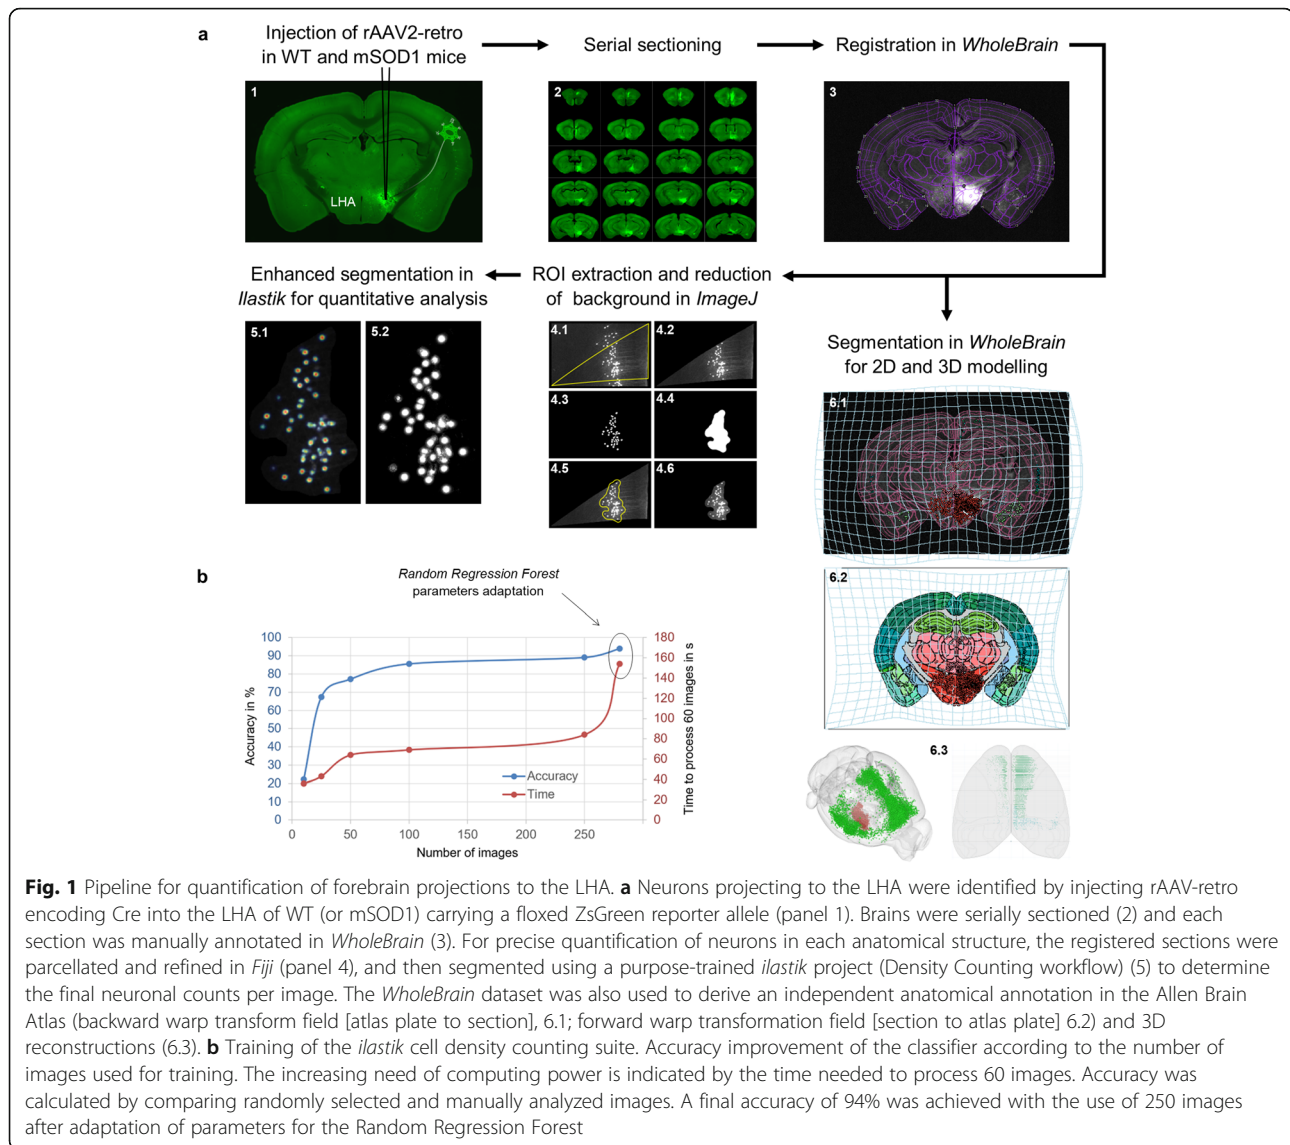 a
Injection of rAAV2-retro
in WT and mSOD1 mice
Serial sectioning
Registration in WholeBrain
1
LHA
2
3
Enhanced segmentation in
Ilastik for quantitative analysis
ROI extraction and reduction
of background in ImageJ
5.1
5.2
4.1
4.2
4.3
4.4
4.5
4.6
Segmentation in WholeBrain
for 2D and 3D modelling
6.1
6.2
6.3
b
Random Regression Forest
parameters adaptation
Accuracy in %
100
90
80
70
60
50
40
30
20
10
0
180
160
140
120
100
80
60
40
20
0
Time to process 60 images in s
Accuracy
Time
0
50
100
150
200
250
Number of images
Fig. 1 Pipeline for quantification of forebrain projections to the LHA. a Neurons projecting to the LHA were identified by injecting rAAV-retro
encoding Cre into the LHA of WT (or mSOD1) carrying a floxed ZsGreen reporter allele (panel 1). Brains were serially sectioned (2) and each
section was manually annotated in WholeBrain (3). For precise quantification of neurons in each anatomical structure, the registered sections were
parcellated and refined in Fiji (panel 4), and then segmented using a purpose-trained ilastik project (Density Counting workflow) (5) to determine
the final neuronal counts per image. The WholeBrain dataset was also used to derive an independent anatomical annotation in the Allen Brain
Atlas (backward warp transform field [atlas plate to section], 6.1; forward warp transformation field [section to atlas plate] 6.2) and 3D
reconstructions (6.3). b Training of the ilastik cell density counting suite. Accuracy improvement of the classifier according to the number of
images used for training. The increasing need of computing power is indicated by the time needed to process 60 images. Accuracy was
calculated by comparing randomly selected and manually analyzed images. A final accuracy of 94% was achieved with the use of 250 images
after adaptation of parameters for the Random Regression Forest